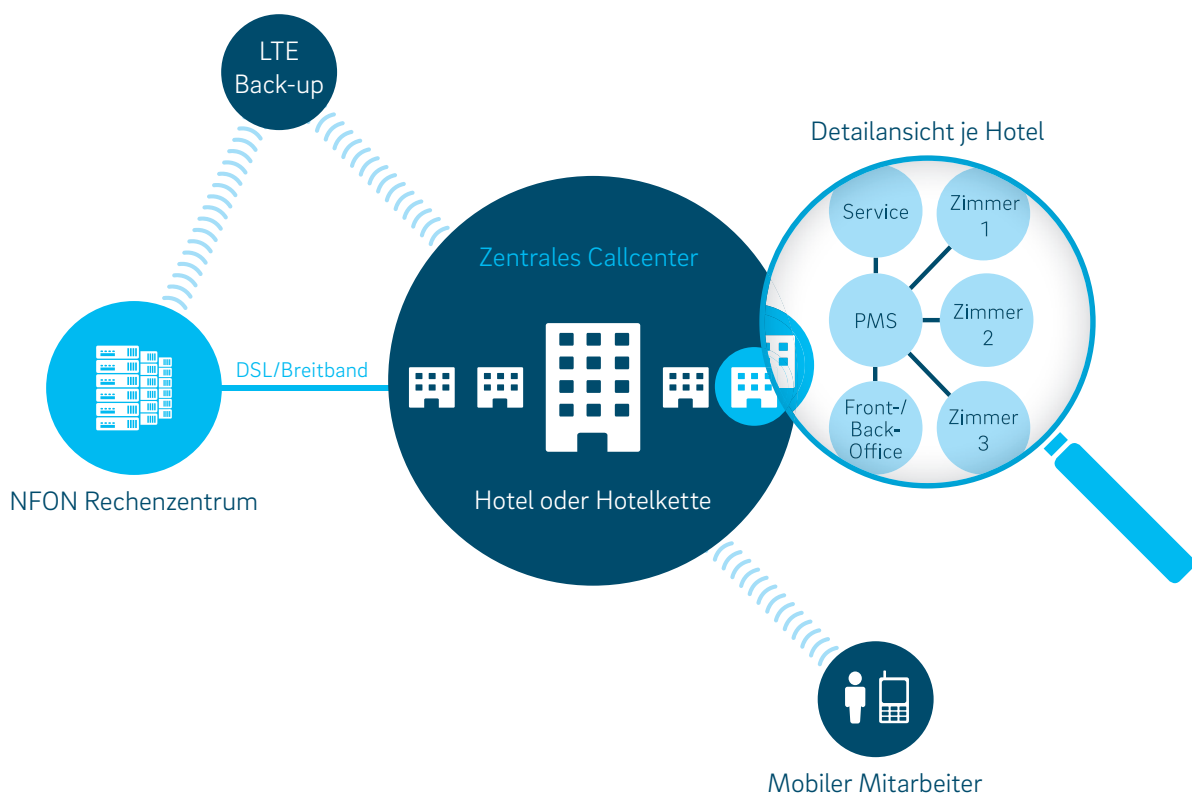 LTE
Back-up
Detailansicht je Hotel
Service
Zimmer
1
Zentrales Callcenter
PMS
Zimmer
2
DSL/Breitband
Front-/
Back-
Office
Zimmer
3
NFON Rechenzentrum
Hotel oder Hotelkette
Mobiler Mitarbeiter